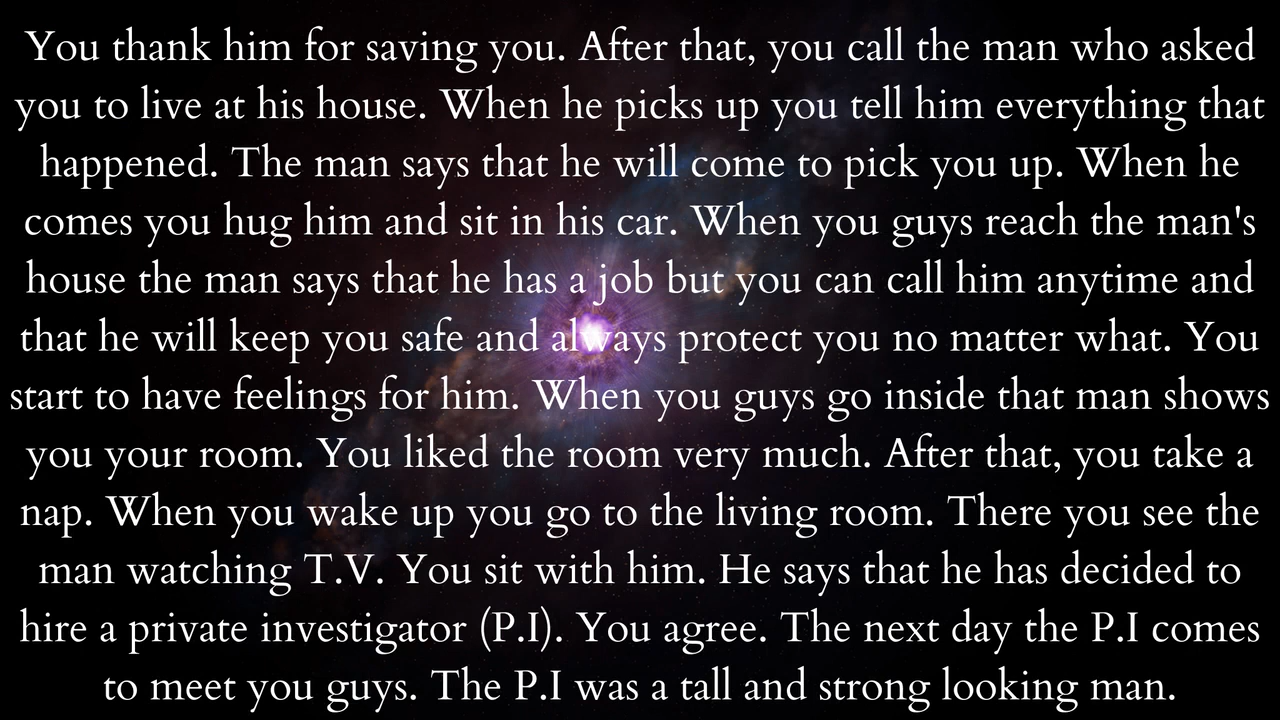 You thank him for saving you. After that, you call the man who asked
you to live at his house. When he picks up you tell him everything that
happened. The man says that he will come to pick you up. When he
comes you hug him and sit in his car. When you guys reach the man's
house the man says that he has a job but you can call him anytime and
that he will keep you safe and always protect you no matter what. You
start to have feelings for him. When you guys go inside that man shows
you your room. You liked the room very much. After that, you take a
nap. When you wake up you go to the living room. There you see the
man watching T.V. You sit with him. He says that he has decided to
hire a private investigator (P.I). You agree. The next day the P.I comes
to meet you guys. The P.I was a tall and strong looking man.